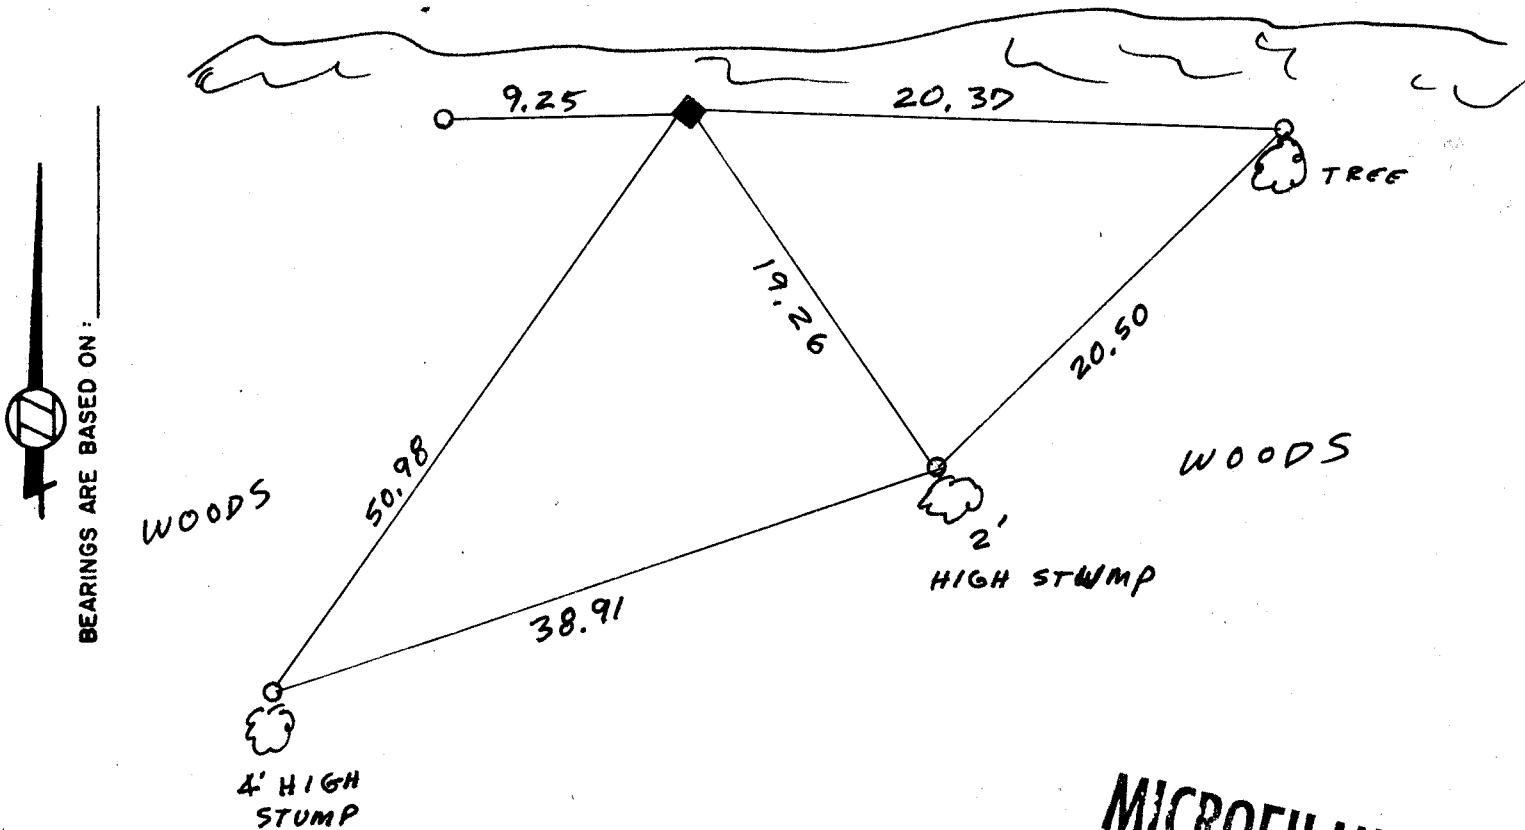 9.25
20.37
TREE
19.26
20.50
BEARINGS ARE BASED ON:
50.98
WOODS
WOODS
2'
HIGH STUMP
38.91
4' HIGH
STUMP